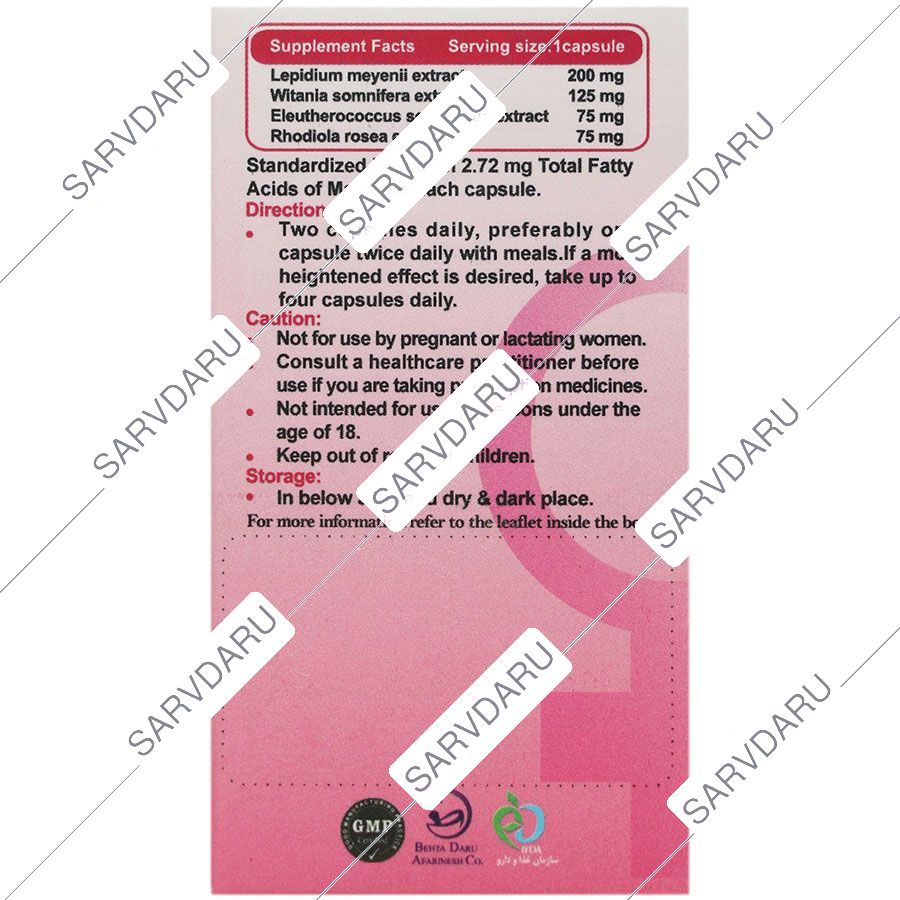 Supplement Facts Serving size:1capsule
Lepidium meyenii extract 200 mg
Witania somnifera 125 mg
Eleutherococcus extract 75 mg
Rhodiola rosea 75 mg
Standardized 2.72 mg Total Fatty
Acids of each capsule.
Direction
Two daily, preferably
capsule twice daily with meals.If a
heightened effect is desired, take up to
four capsules daily.
Caution:
Not for use by pregnant or lactating women.
Consult a healthcare practitioner before
use if you are taking medicines.
Not intended for under the
age of 18.
Keep out of children.
Storage:
In below dry & dark place.
For more information refer to the leaflet inside the
GMP
GOOD MANUFACTURING PRACTICE
Certified
BEHTA DARU
AFARINESH CO.
IFDA
سازمان غذا و دارو
SARVDARU
SARVDARU
SARVDARU
SARVDARU
SARVDARU
SARVDARU
SARVDARU
SARVDARU
SARVDARU